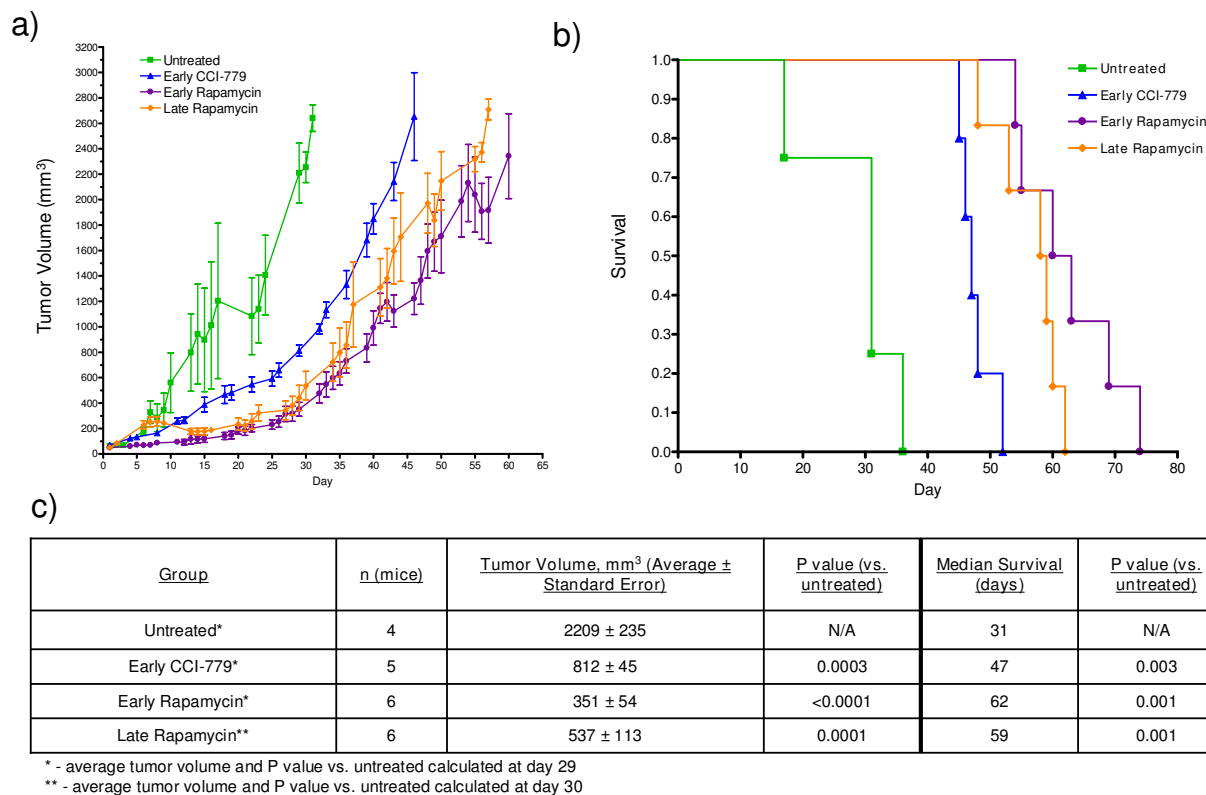 a)
3200
3000
2800
2600
2400
2200
2000
1800
1600
1400
1200
1000
800
600
400
200
0
Tumor Volume (mm³)
Untreated
Early CCI-779
Early Rapamycin
Late Rapamycin
0 5 10 15 20 25 30 35 40 45 50 55 60 65
Day
b)
1.0
0.9
0.8
0.7
0.6
0.5
0.4
0.3
0.2
0.1
0.0
Survival
Untreated
Early CCI-779
Early Rapamycin
Late Rapamycin
0 10 20 30 40 50 60 70 80
Day
c)
Group
n (mice)
Tumor Volume, mm³ (Average ±
Standard Error)
P value (vs.
untreated)
Median Survival
(days)
P value (vs.
untreated)
Untreated* 4 2209 ± 235 N/A 31 N/A
Early CCI-779* 5 812 ± 45 0.0003 47 0.003
Early Rapamycin* 6 351 ± 54 <0.0001 62 0.001
Late Rapamycin** 6 537 ± 113 0.0001 59 0.001
* - average tumor volume and P value vs. untreated calculated at day 29
** - average tumor volume and P value vs. untreated calculated at day 30